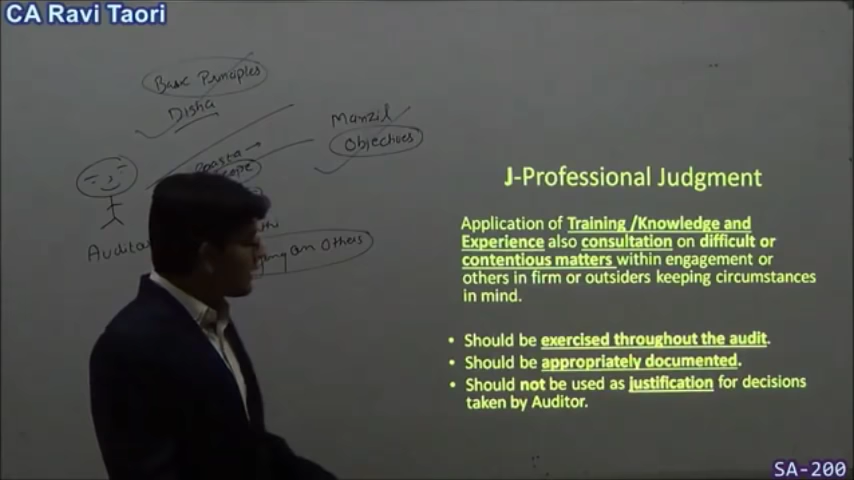 CA Ravi Taori
Basic Principles
Disha
Manzil
Objectives
Raasta
Auditor
on Others
J-Professional Judgment
Application of Training /Knowledge and
Experience also consultation on difficult or
contentious matters within engagement or
others in firm or outsiders keeping circumstances
in mind.
• Should be exercised throughout the audit.
• Should be appropriately documented.
• Should not be used as justification for decisions
taken by Auditor.
SA-200